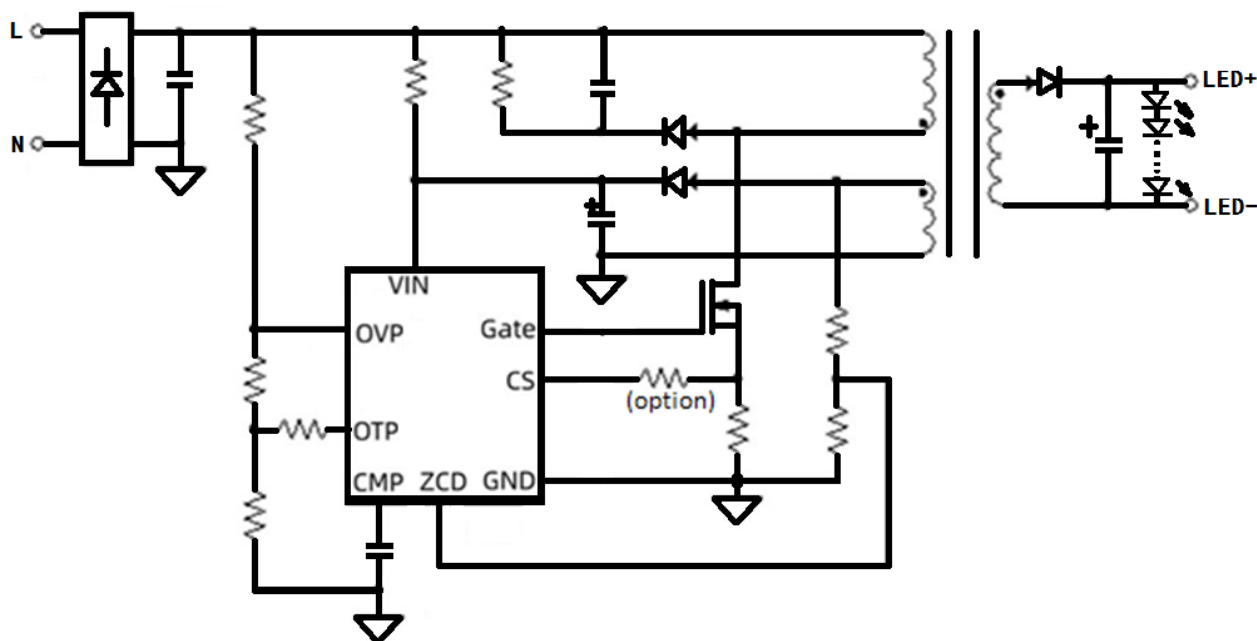 L
LED+
N
LED-
VIN
OVP
Gate
CS
(option)
OTP
CMP
ZCD
GND